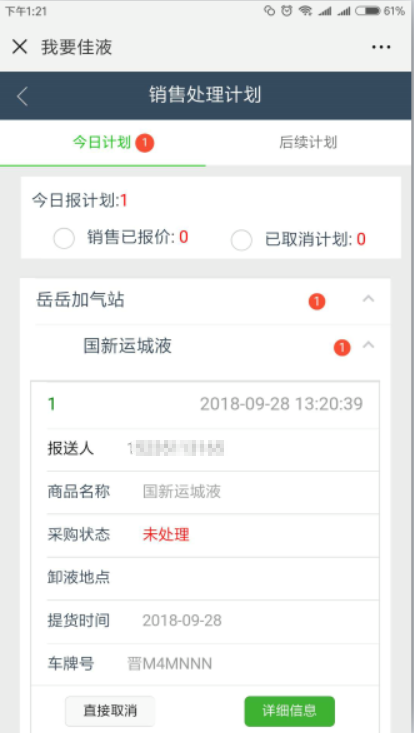 下午1:21
61%
我要佳液
销售处理计划
今日计划 1
后续计划
今日报计划:1
销售已报价: 0
已取消计划: 0
岳岳加气站
1
国新运城液
1
1
2018-09-28 13:20:39
报送人
商品名称 国新运城液
采购状态 未处理
卸液地点
提货时间 2018-09-28
车牌号 晋M4MNNN
直接取消
详细信息